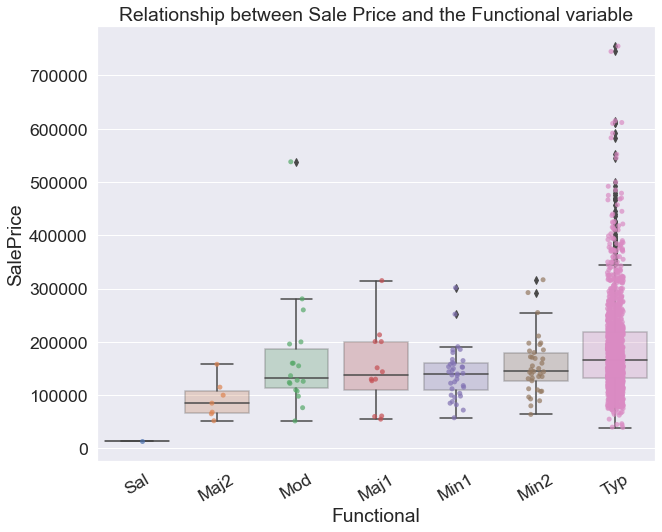 Relationship between Sale Price and the Functional variable
SalePrice
700000
600000
500000
400000
300000
200000
100000
0
Sal
Maj2
Mod
Maj1
Min1
Min2
Typ
Functional